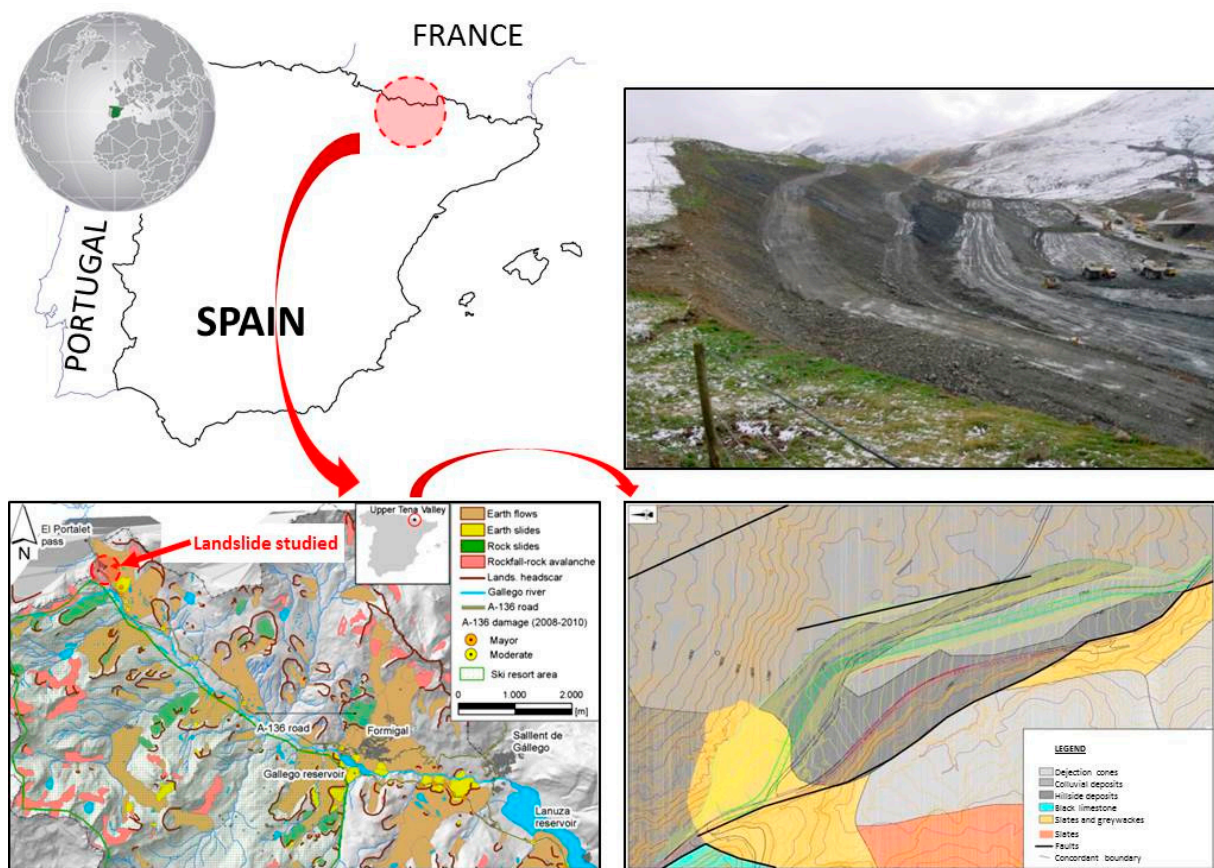 FRANCE
PORTUGAL
SPAIN
El Portalet
pass
N
Landslide studied
Upper Tena Valley
Earth flows
Earth slides
Rock slides
Rockfall-rock avalanche
Lands. headscar
Gallego river
A-136 road
A-136 damage (2008-2010)
Mayor
Moderate
Ski resort area
0 1.000 2.000
[m]
A-136 road
Formigal
Salllent de
Gállego
Gallego reservoir
Lanuza
reservoir
LEGEND
Dejection cones
Colluvial deposits
Hillside deposits
Black limestone
Slates and greywackes
Slates
Faults
Concordant boundary